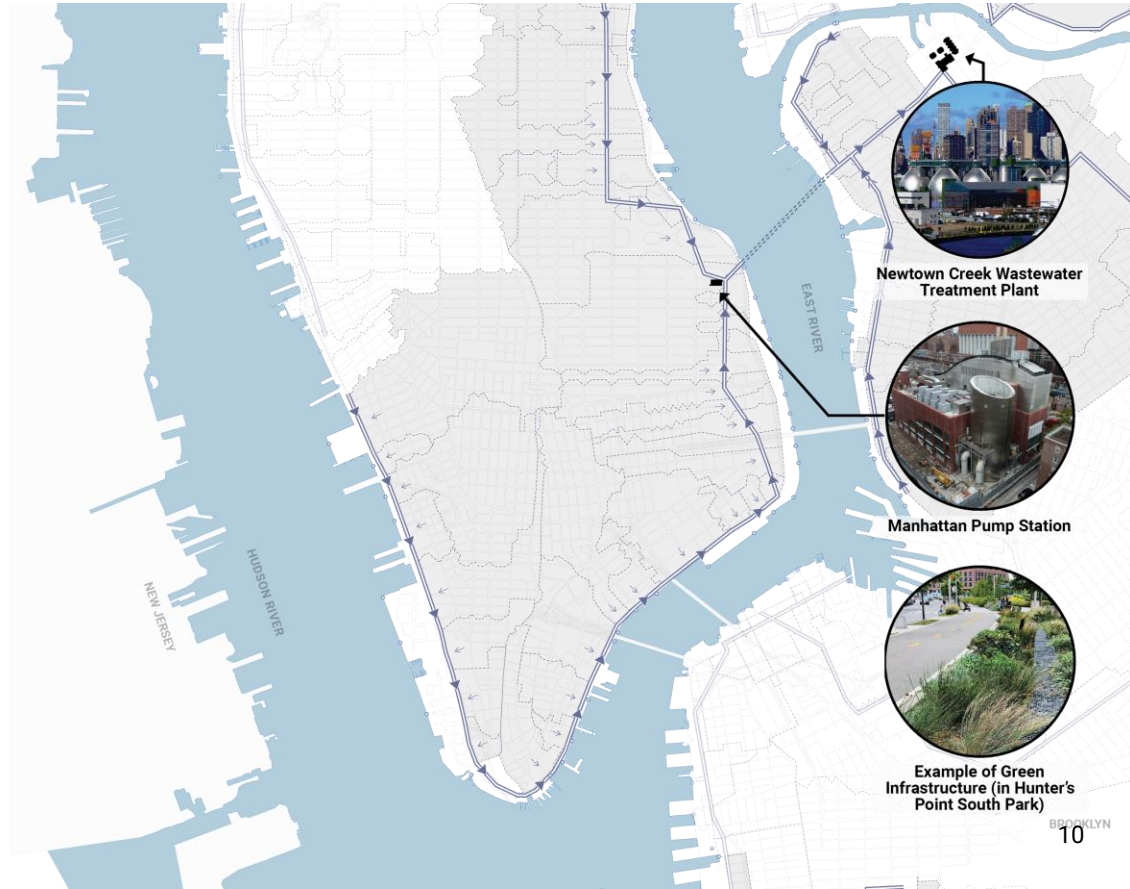 NEW JERSEY
HUDSON RIVER
EAST RIVER
Newtown Creek Wastewater
Treatment Plant
Manhattan Pump Station
Example of Green
Infrastructure (in Hunter's
Point South Park)
BROOKLYN
10